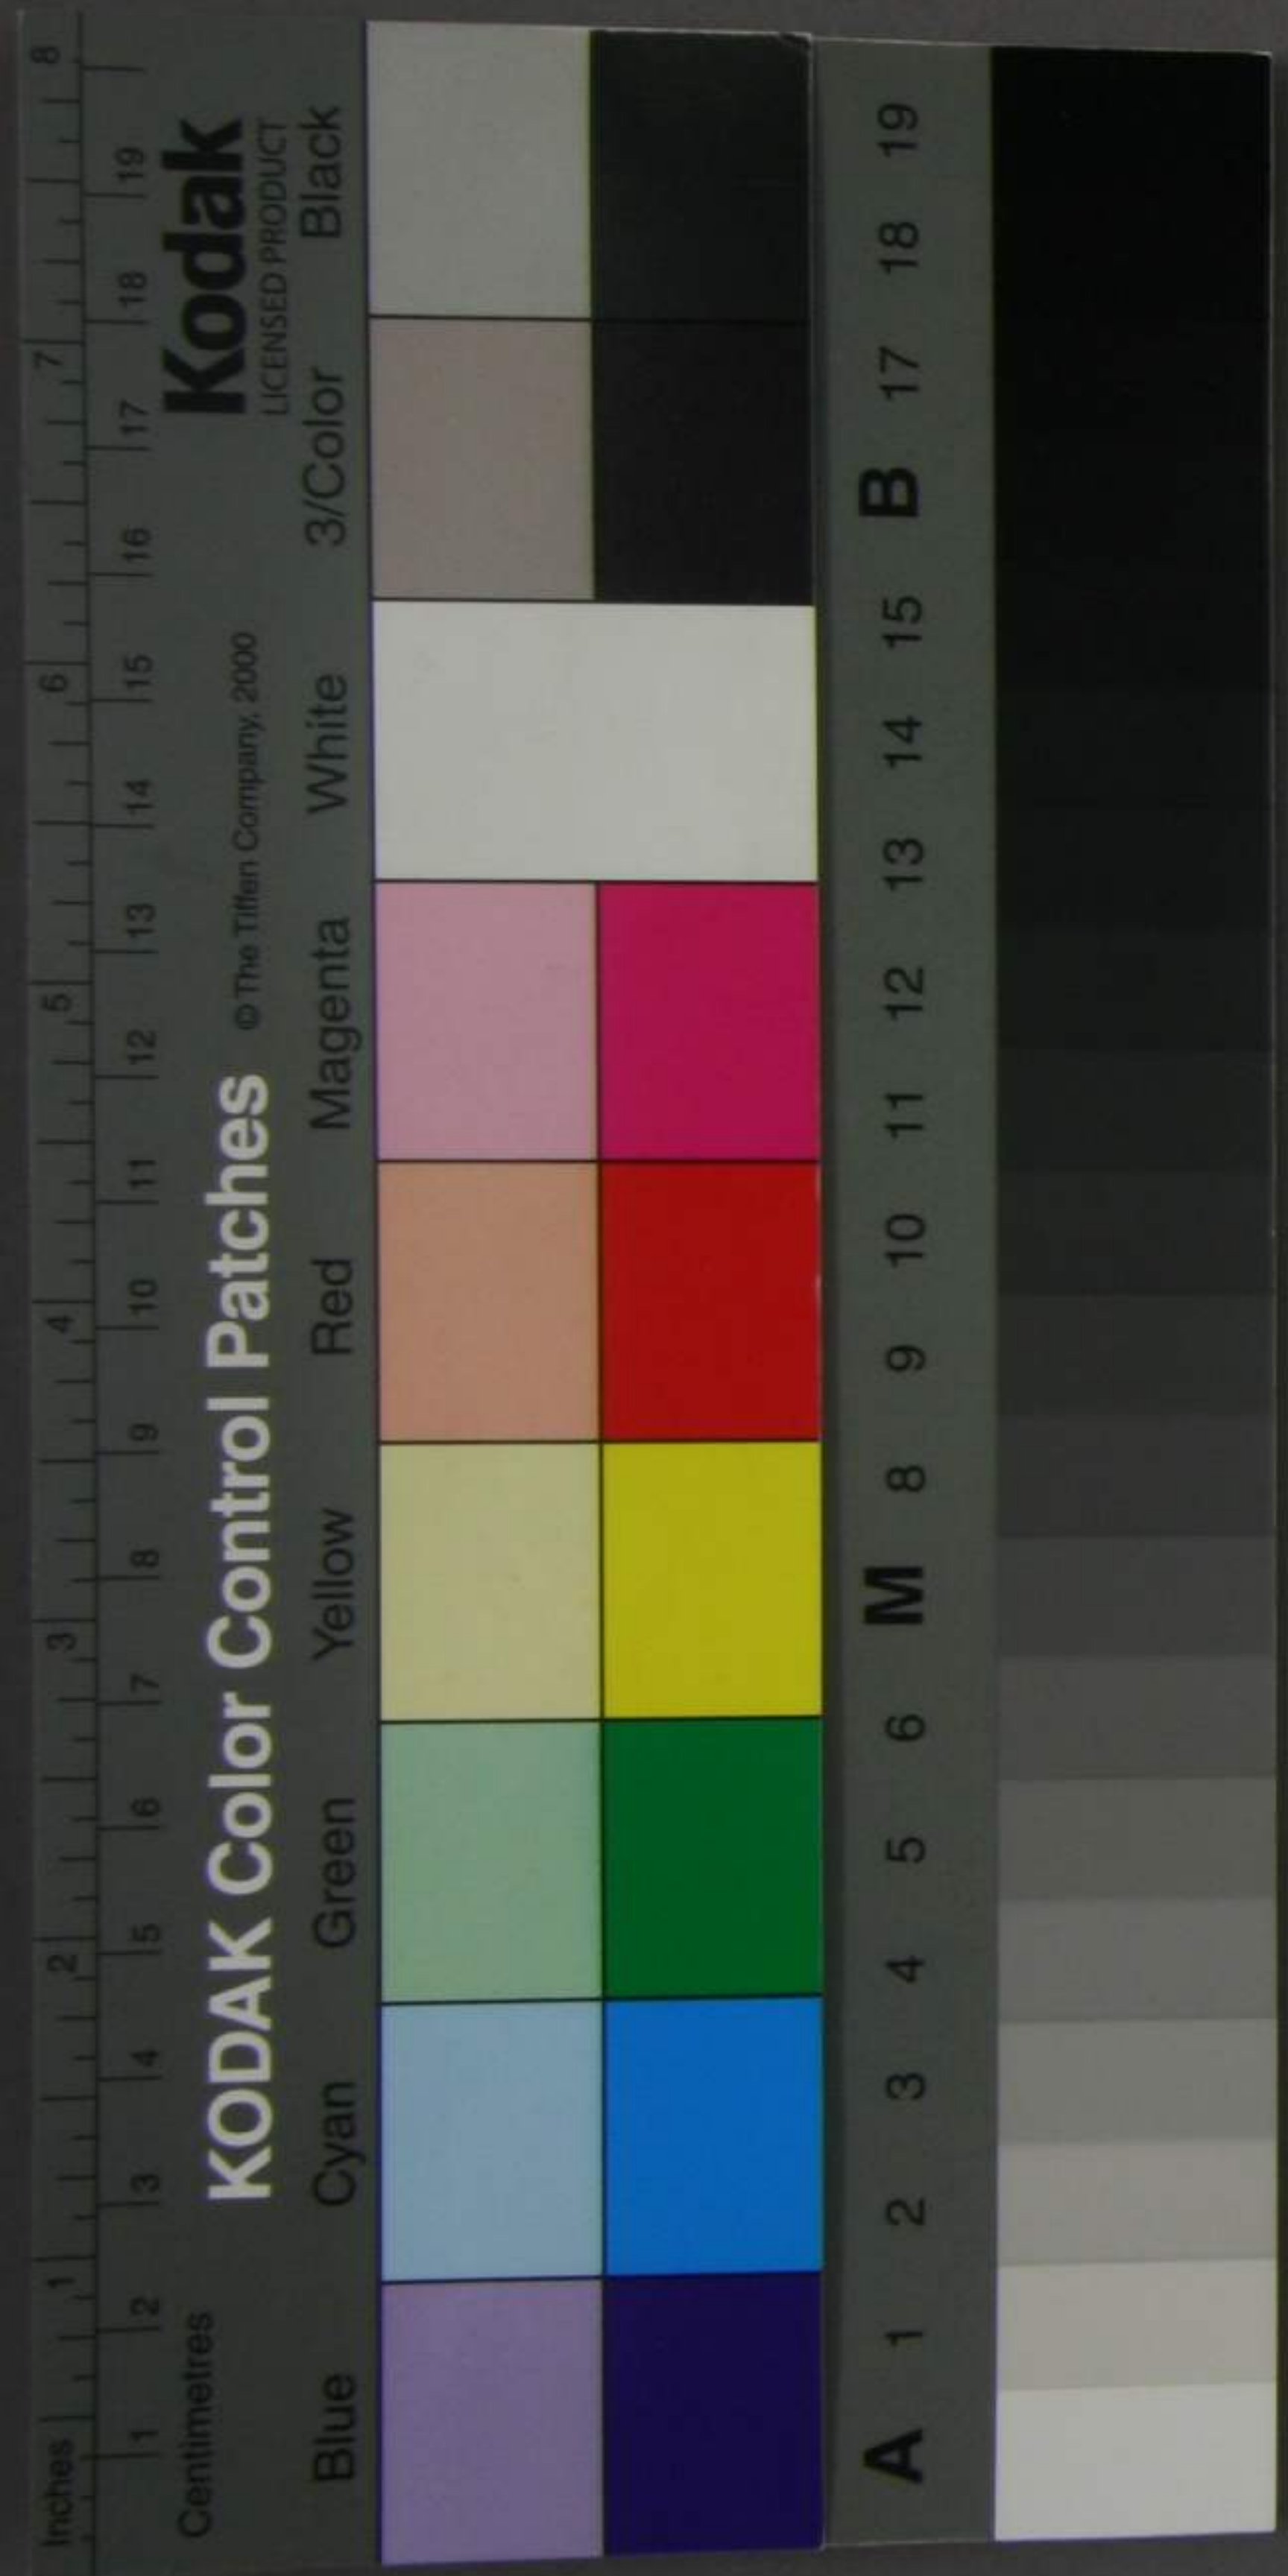 Inches 1 2 3 4 5 6 7 8
Centimetres 1 2 3 4 5 6 7 8 9 10 11 12 13 14 15 16 17 18 19
KODAK Color Control Patches © The Tiffen Company, 2000 Kodak
LICENSED PRODUCT
Blue Cyan Green Yellow Red Magenta White 3/Color Black
A 1 2 3 4 5 6 M 8 9 10 11 12 13 14 15 B 17 18 19